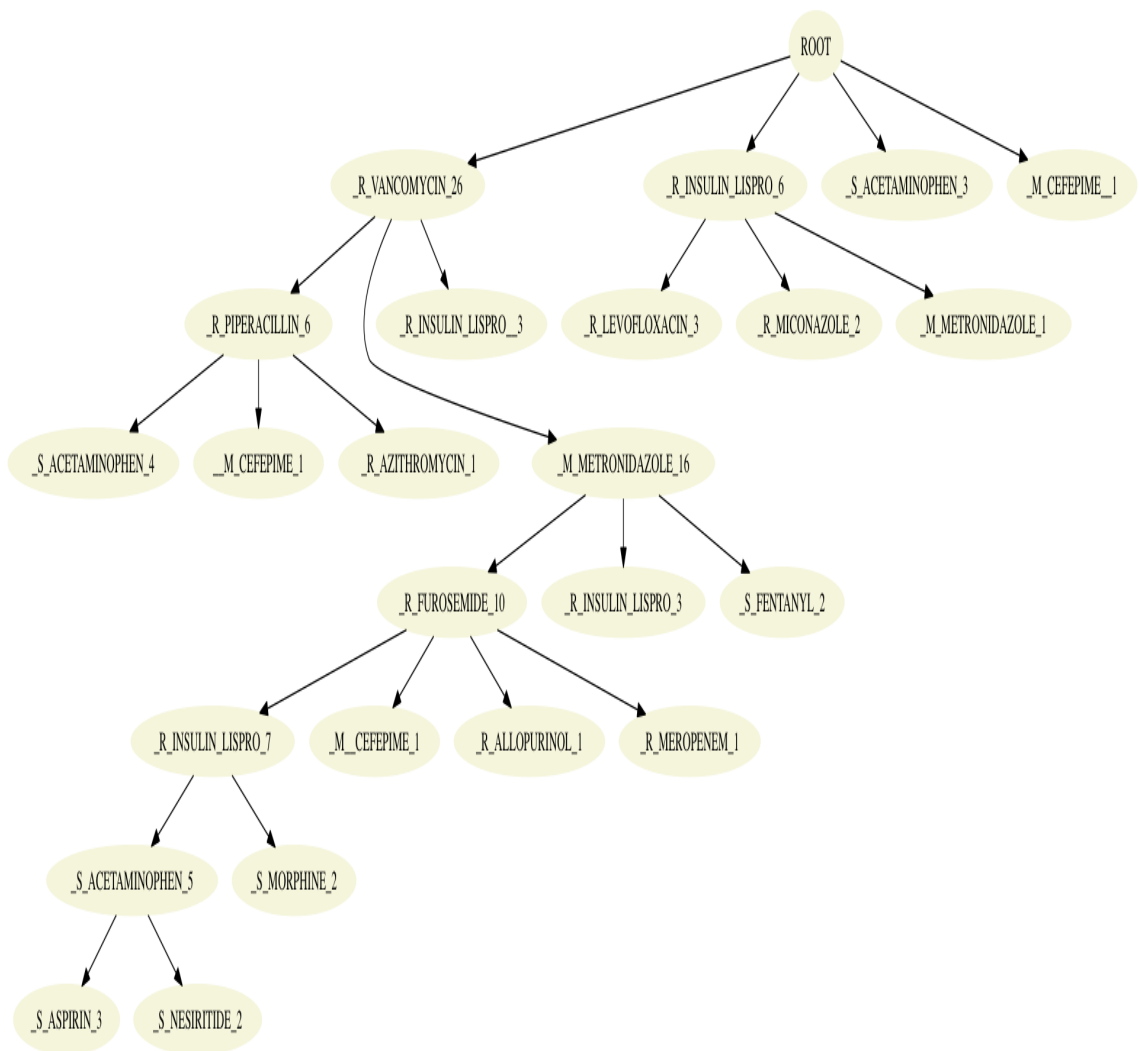 ROOT
_R_VANCOMYCIN_26
_R_INSULIN_LISPRO_6
_S_ACETAMINOPHEN_3
_M_CEFEPIME__1
_R_PIPERACILLIN_6
_R_INSULIN_LISPRO__3
_R_LEVOFLOXACIN_3
_R_MICONAZOLE_2
_M_METRONIDAZOLE_1
_S_ACETAMINOPHEN_4
__M_CEFEPIME_1
_R_AZITHROMYCIN_1
_M_METRONIDAZOLE_16
_R_FUROSEMIDE_10
_R_INSULIN_LISPRO_3
_S_FENTANYL_2
_R_INSULIN_LISPRO_7
_M__CEFEPIME_1
_R_ALLOPURINOL_1
_R_MEROPENEM_1
_S_ACETAMINOPHEN_5
_S_MORPHINE_2
_S_ASPIRIN_3
_S_NESIRITIDE_2